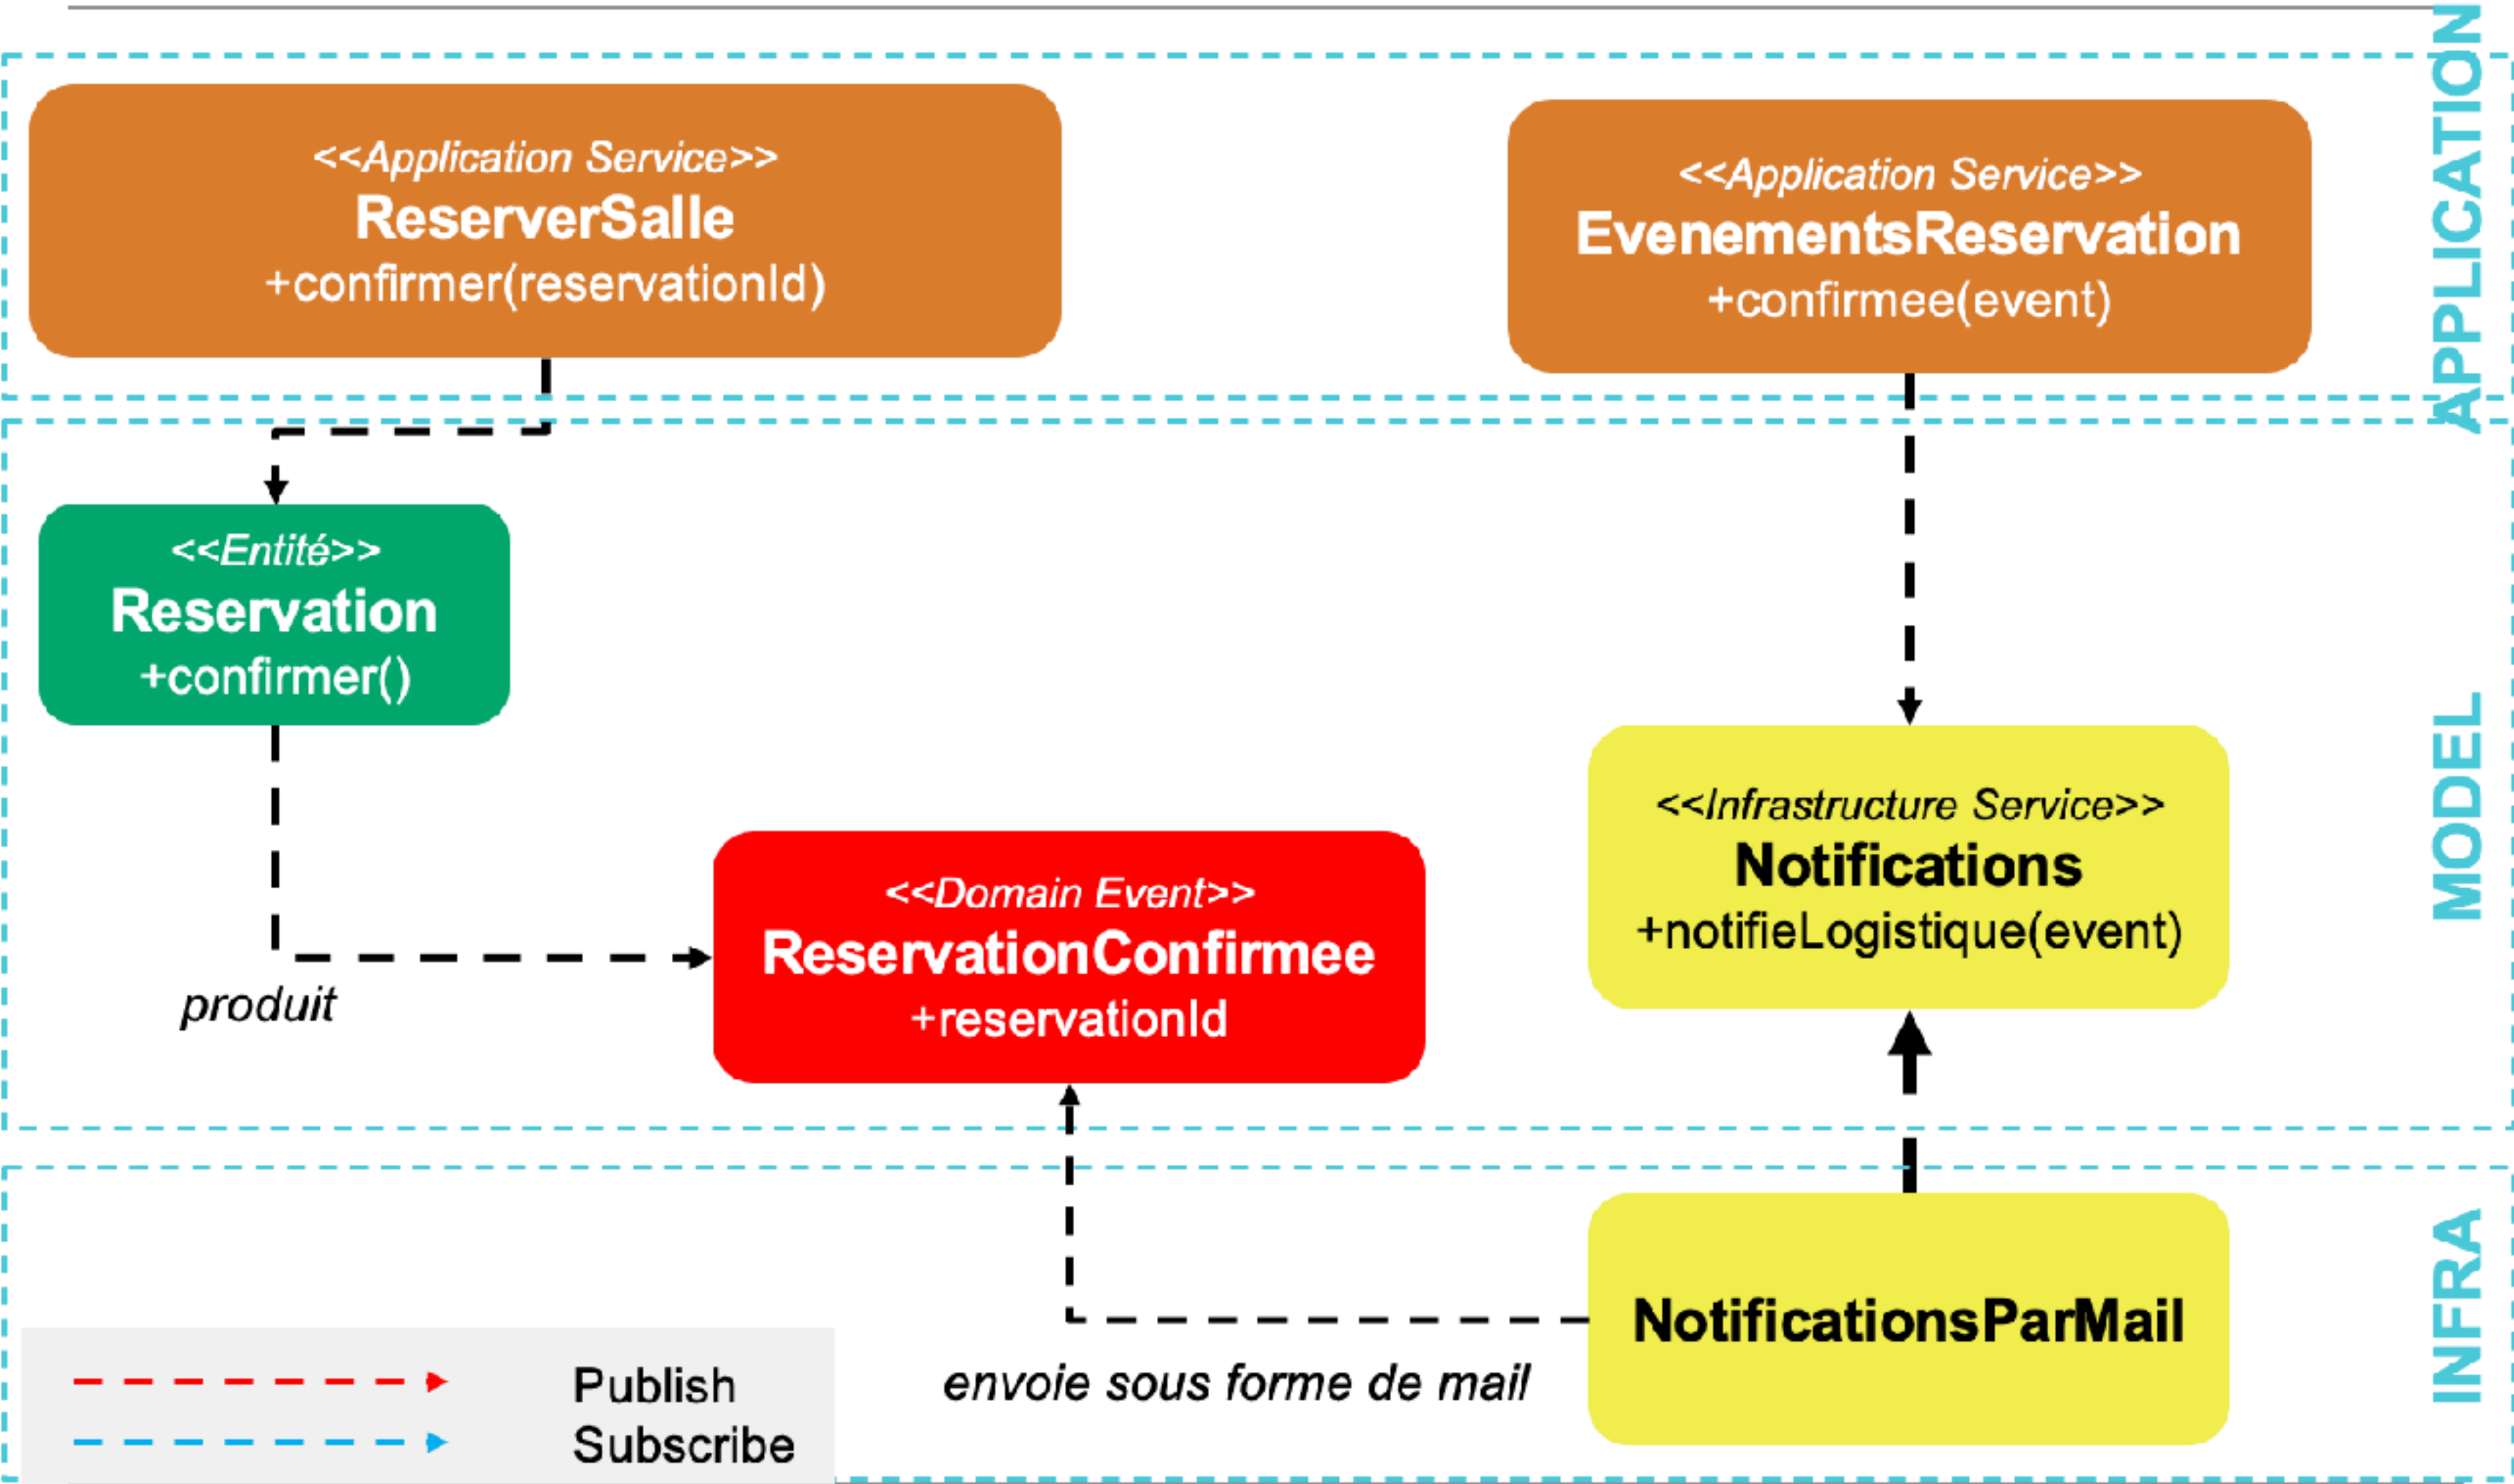 APPLICATION
<<Application Service>>
ReserverSalle
+confirmer(reservationId)
<<Application Service>>
EvenementsReservation
+confirmee(event)
MODEL
<<Entité>>
Reservation
+confirmer()
produit
<<Domain Event>>
ReservationConfirmee
+reservationId
<<Infrastructure Service>>
Notifications
+notifieLogistique(event)
INFRA
NotificationsParMail
envoie sous forme de mail
Publish
Subscribe